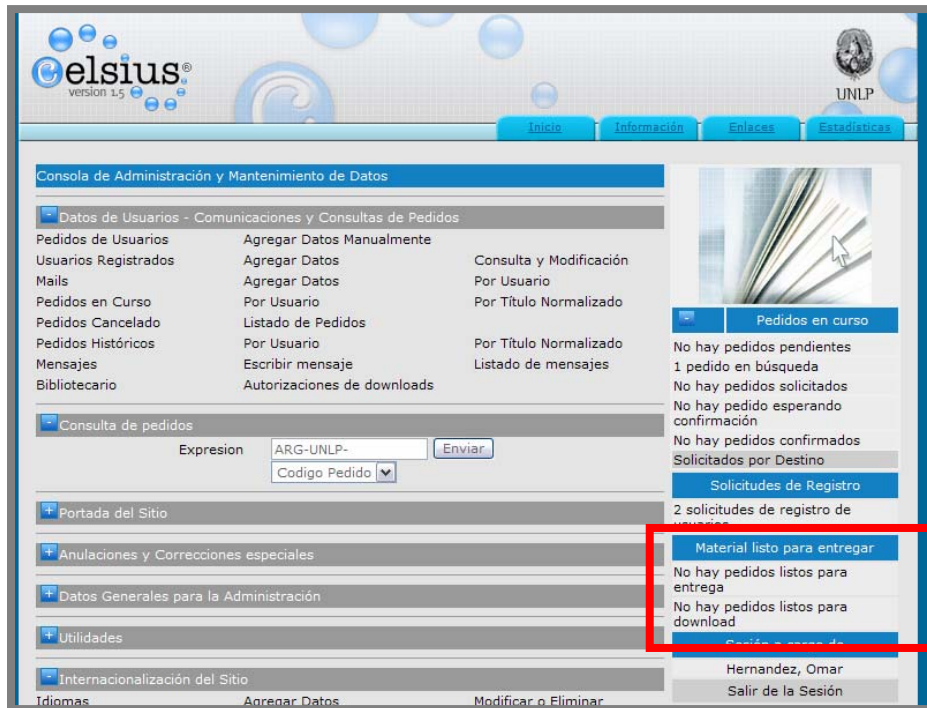 Celsius®
version 1.5
UNLP
Inicio Información Enlaces Estadísticas
Consola de Administración y Mantenimiento de Datos
- Datos de Usuarios - Comunicaciones y Consultas de Pedidos
Pedidos de Usuarios Agregar Datos Manualmente
Usuarios Registrados Agregar Datos Consulta y Modificación
Mails Agregar Datos Por Usuario
Pedidos en Curso Por Usuario Por Título Normalizado
Pedidos Cancelado Listado de Pedidos
Pedidos Históricos Por Usuario Por Título Normalizado
Mensajes Escribir mensaje Listado de mensajes
Bibliotecario Autorizaciones de downloads
- Consulta de pedidos
Expresion ARG-UNLP- Enviar
Codigo Pedido
+ Portada del Sitio
+ Anulaciones y Correcciones especiales
+ Datos Generales para la Administración
+ Utilidades
- Internacionalización del Sitio
Idiomas Agregar Datos Modificar o Eliminar
- Pedidos en curso
No hay pedidos pendientes
1 pedido en búsqueda
No hay pedidos solicitados
No hay pedido esperando
confirmación
No hay pedidos confirmados
Solicitados por Destino
Solicitudes de Registro
2 solicitudes de registro de
usuarios
Material listo para entregar
No hay pedidos listos para
entrega
No hay pedidos listos para
download
Sesión a cargo de
Hernandez, Omar
Salir de la Sesión